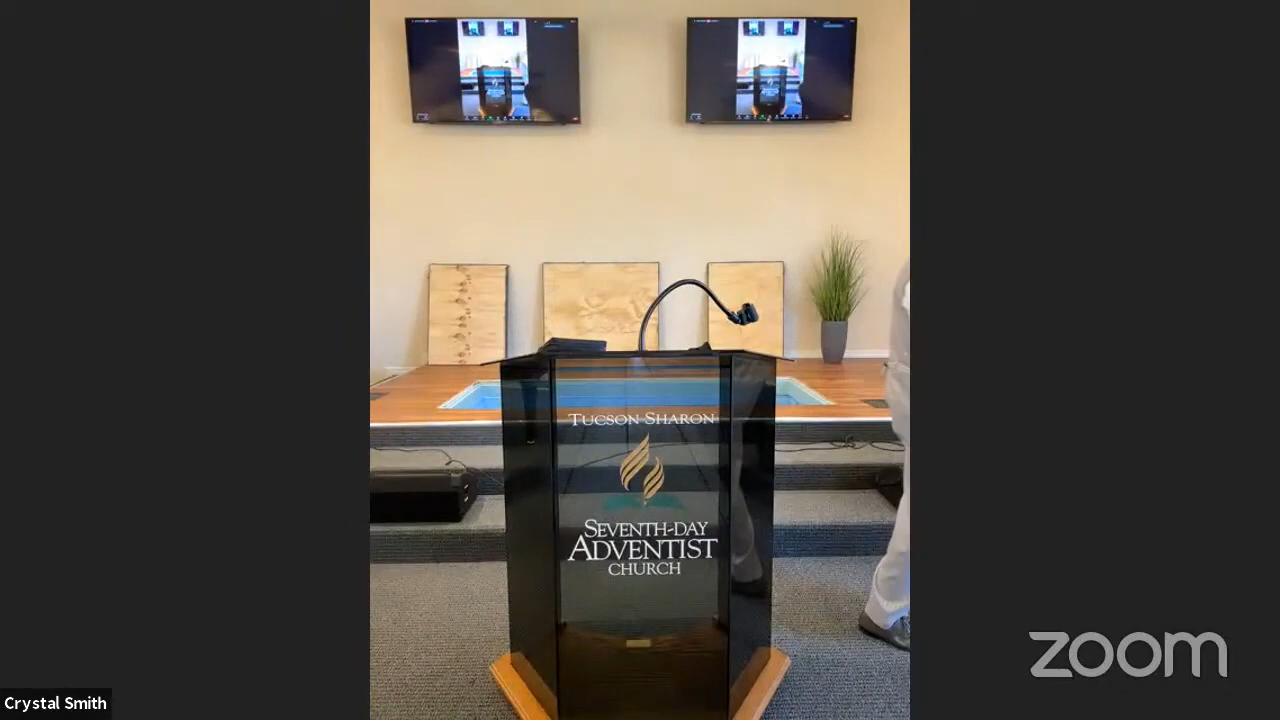 TUCSON SHARON
SEVENTH-DAY
ADVENTIST
CHURCH
zoom
Crystal Smith